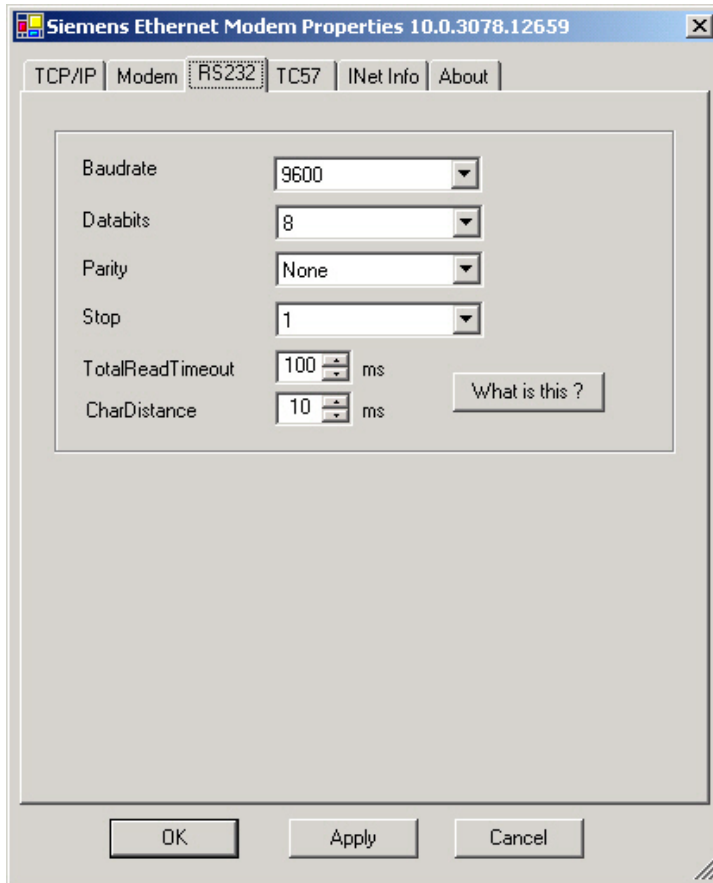 Siemens Ethernet Modem Properties 10.0.3078.12659
TCP/IP Modem RS232 TC57 INet Info About
Baudrate 9600
Databits 8
Parity None
Stop 1
TotalReadTimeout 100 ms
CharDistance 10 ms
What is this ?
OK Apply Cancel